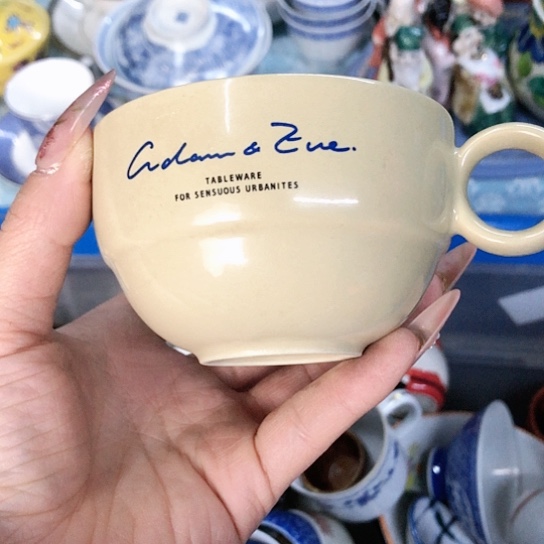 Adam & Eve.
TABLEWARE
FOR SENSUOUS URBANITES